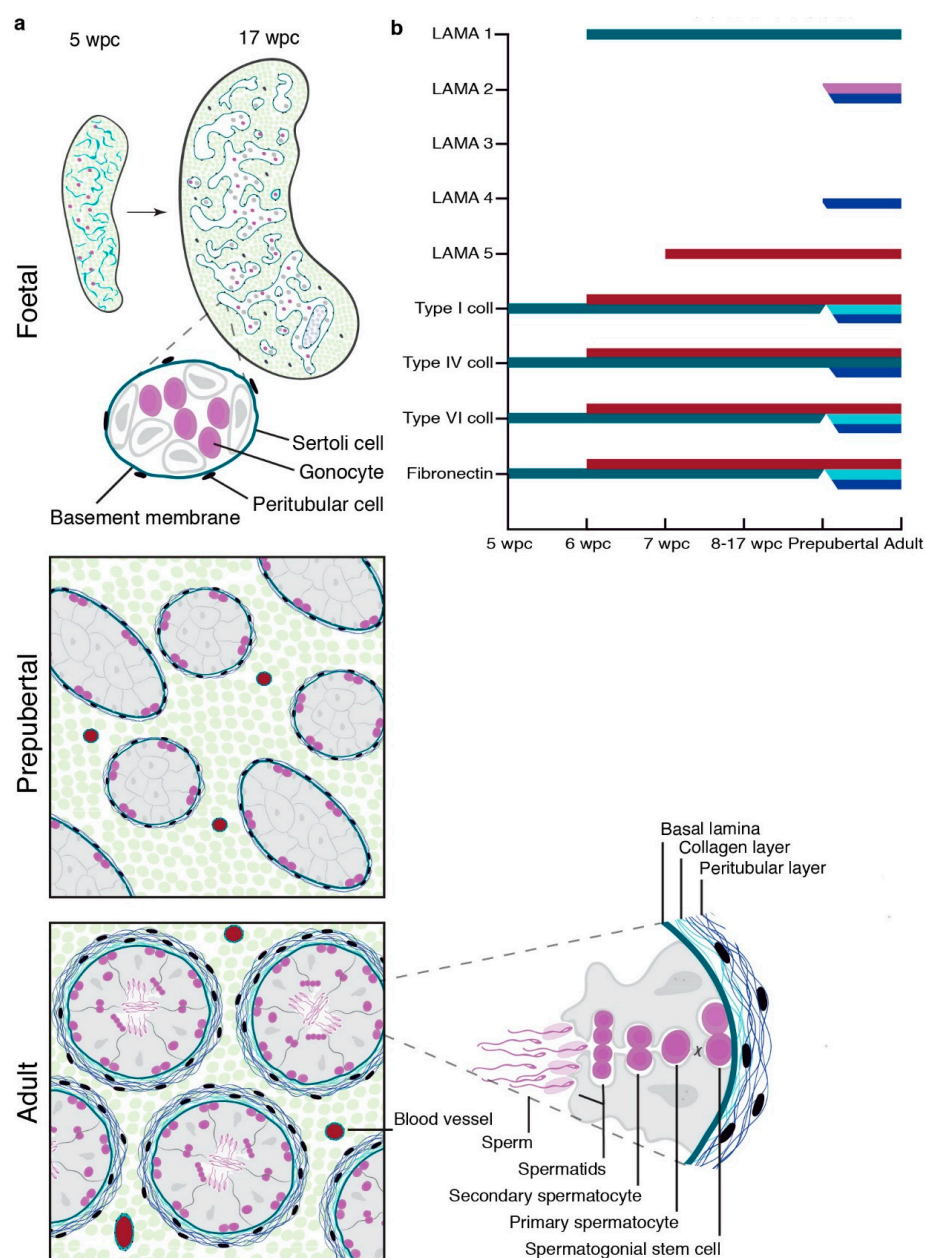 a
5 wpc
17 wpc
Foetal
Sertoli cell
Gonocyte
Peritubular cell
Basement membrane
Prepubertal
Adult
Blood vessel
b
LAMA 1
LAMA 2
LAMA 3
LAMA 4
LAMA 5
Type I coll
Type IV coll
Type VI coll
Fibronectin
5 wpc
6 wpc
7 wpc
8-17 wpc
Prepubertal
Adult
Basal lamina
Collagen layer
Peritubular layer
Sperm
Spermatids
Secondary spermatocyte
Primary spermatocyte
Spermatogonial stem cell